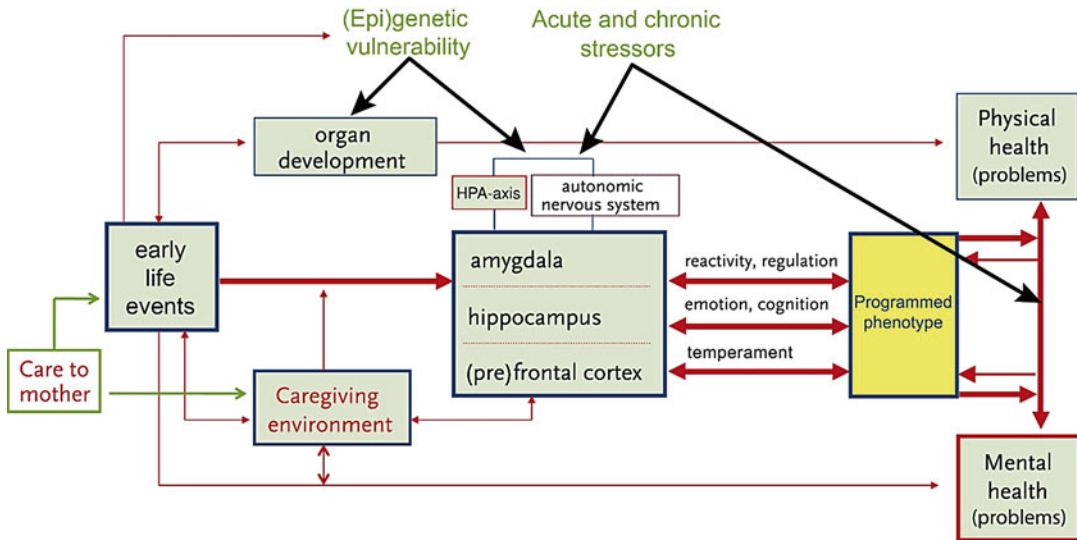 (Epi)genetic
vulnerability
Acute and chronic
stressors
organ
development
Physical
health
(problems)
HPA-axis
autonomic
nervous system
early
life
events
amygdala
hippocampus
(pre)frontal cortex
reactivity, regulation
emotion, cognition
temperament
Programmed
phenotype
Care to
mother
Caregiving
environment
Mental
health
(problems)